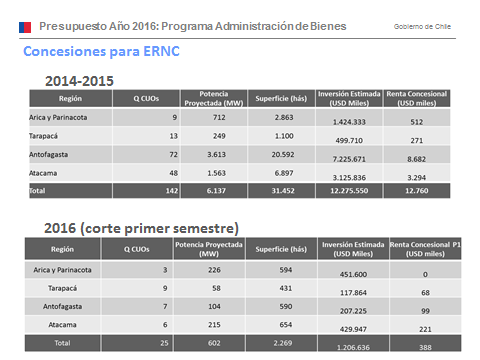 Presupuesto Año 2016: Programa Administración de Bienes
Gobierno de Chile
Concesiones para ERNC
2014-2015
Región Q CUOs Potencia Proyectada (MW) Superficie (hás) Inversión Estimada (USD Miles) Renta Concesional (USD miles)
Arica y Parinacota 9 712 2.863 1.424.333 512
Tarapacá 13 249 1.100 499.710 271
Antofagasta 72 3.613 20.592 7.225.671 8.682
Atacama 48 1.563 6.897 3.125.836 3.294
Total 142 6.137 31.452 12.275.550 12.760
2016 (corte primer semestre)
Región Q CUOs Potencia Proyectada (MW) Superficie (hás) Inversión Estimada (USD Miles) Renta Concesional P1 (USD miles)
Arica y Parinacota 3 226 594 451.600 0
Tarapacá 9 58 431 117.864 68
Antofagasta 7 104 590 207.225 99
Atacama 6 215 654 429.947 221
Total 25 602 2.269 1.206.636 388